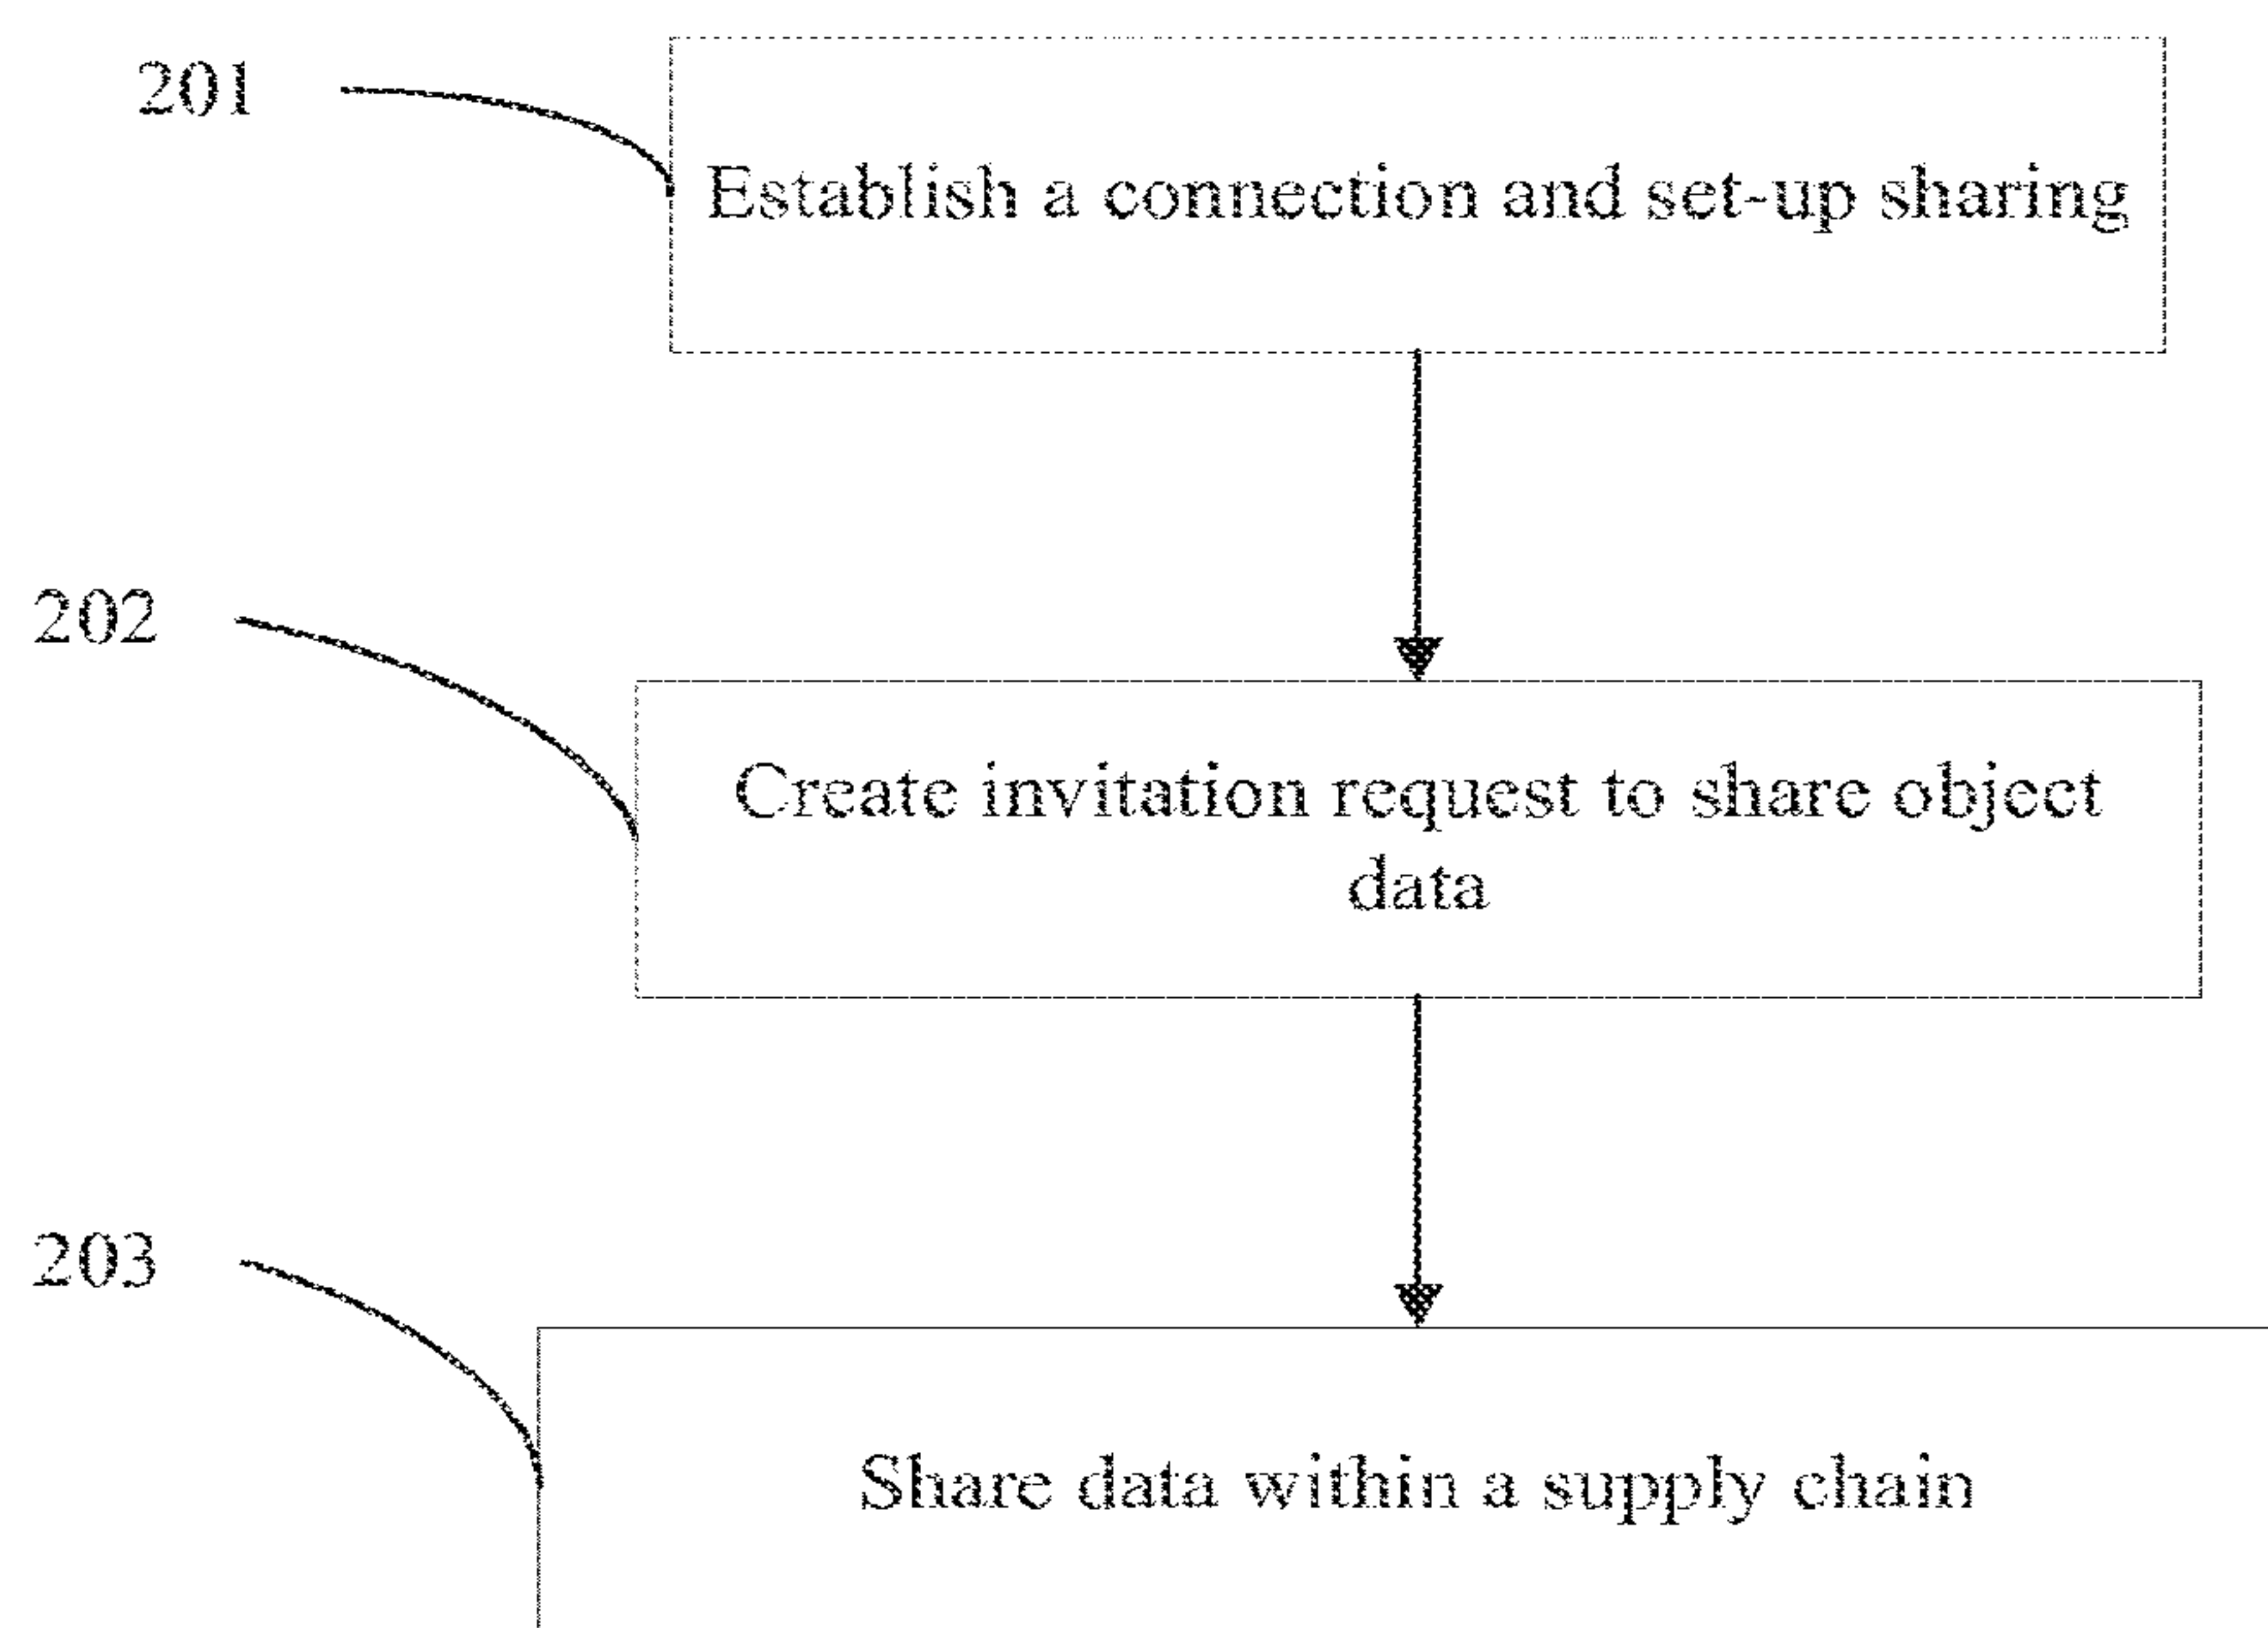 201
Establish a connection and set-up sharing
202
Create invitation request to share object
data
203
Share data within a supply chain